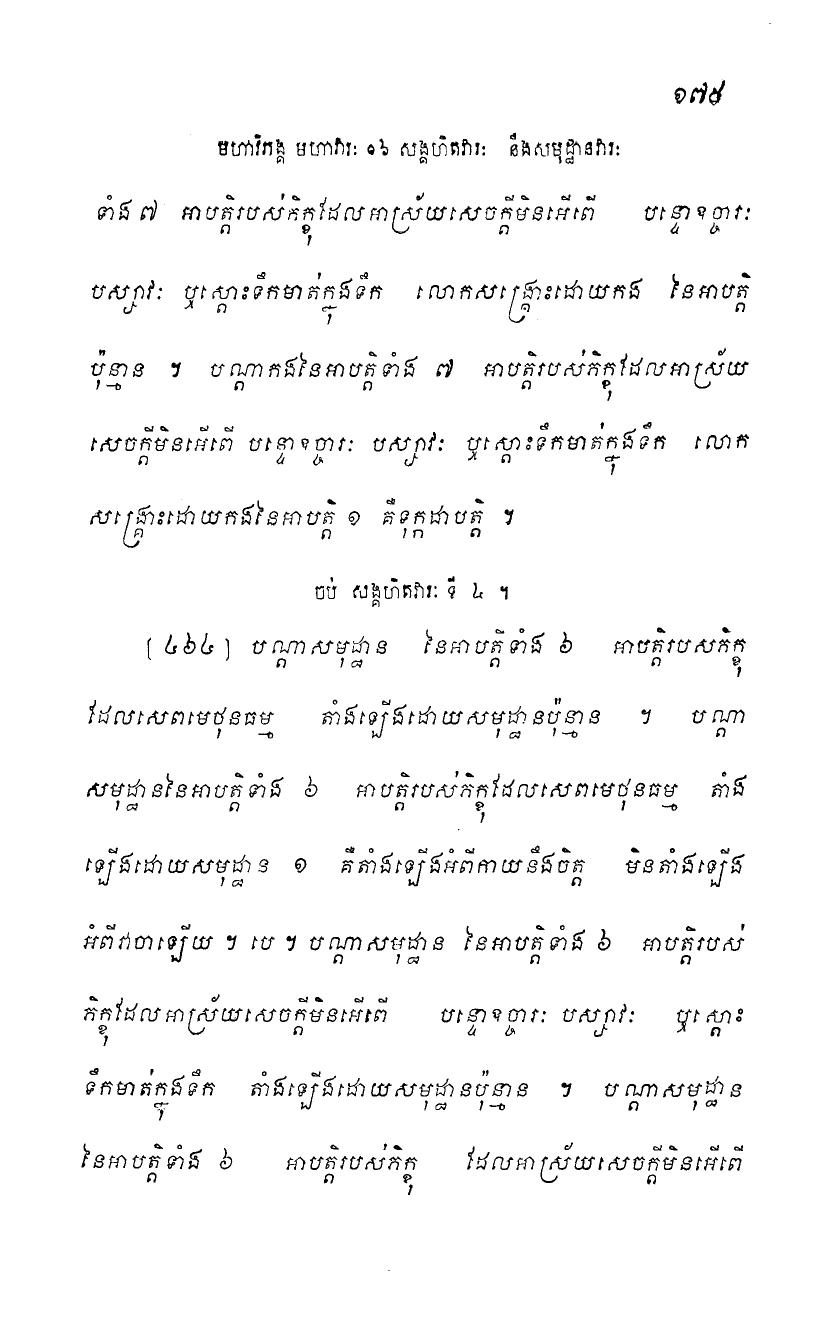 ១៧៩
មហាវិភង្គ មហាវារៈ ១៦ សង្គហិតវារៈ នឹងសមុដ្ឋានវារៈ
ទាំង ៧ អាបត្តិរបស់ភិក្ខុដែលអាស្រ័យសេចក្តីមិនអើពើ បន្ទោឧច្ចារៈ
បស្សាវៈ ឬស្តោះទឹកមាត់ក្នុងទឹក លោកសង្គ្រោះដោយកង នៃអាបត្តិ
ប៉ុន្មាន ។ បណ្តាកងនៃអាបត្តិទាំង ៧ អាបត្តិរបស់ភិក្ខុដែលអាស្រ័យ
សេចក្តីមិនអើពើ បន្ទោឧច្ចារៈ បស្សាវៈ ឬស្តោះទឹកមាត់ក្នុងទឹក លោក
សង្គ្រោះដោយកងនៃអាបត្តិ ១ គឺទុក្កដាបត្តិ ។
ចប់ សង្គហិតវារៈ ទី ៤ ។
[ ៤៦៤ ] បណ្តាសមុដ្ឋាន នៃអាបត្តិទាំង ៦ អាបត្តិរបស់ភិក្ខុ
ដែលសេពមេថុនធម្ម តាំងឡើងដោយសមុដ្ឋានប៉ុន្មាន ។ បណ្តា
សមុដ្ឋាននៃអាបត្តិទាំង ៦ អាបត្តិរបស់ភិក្ខុដែលសេពមេថុនធម្ម តាំង
ឡើងដោយសមុដ្ឋាន ១ គឺតាំងឡើងអំពីកាយនឹងចិត្ត មិនតាំងឡើង
អំពីវាចាឡើយ ។ បេ ។ បណ្តាសមុដ្ឋាន នៃអាបត្តិទាំង ៦ អាបត្តិរបស់
ភិក្ខុដែលអាស្រ័យសេចក្តីមិនអើពើ បន្ទោឧច្ចារៈ បស្សាវៈ ឬស្តោះ
ទឹកមាត់ក្នុងទឹក តាំងឡើងដោយសមុដ្ឋានប៉ុន្មាន ។ បណ្តាសមុដ្ឋាន
នៃអាបត្តិទាំង ៦ អាបត្តិរបស់ភិក្ខុ ដែលអាស្រ័យសេចក្តីមិនអើពើ